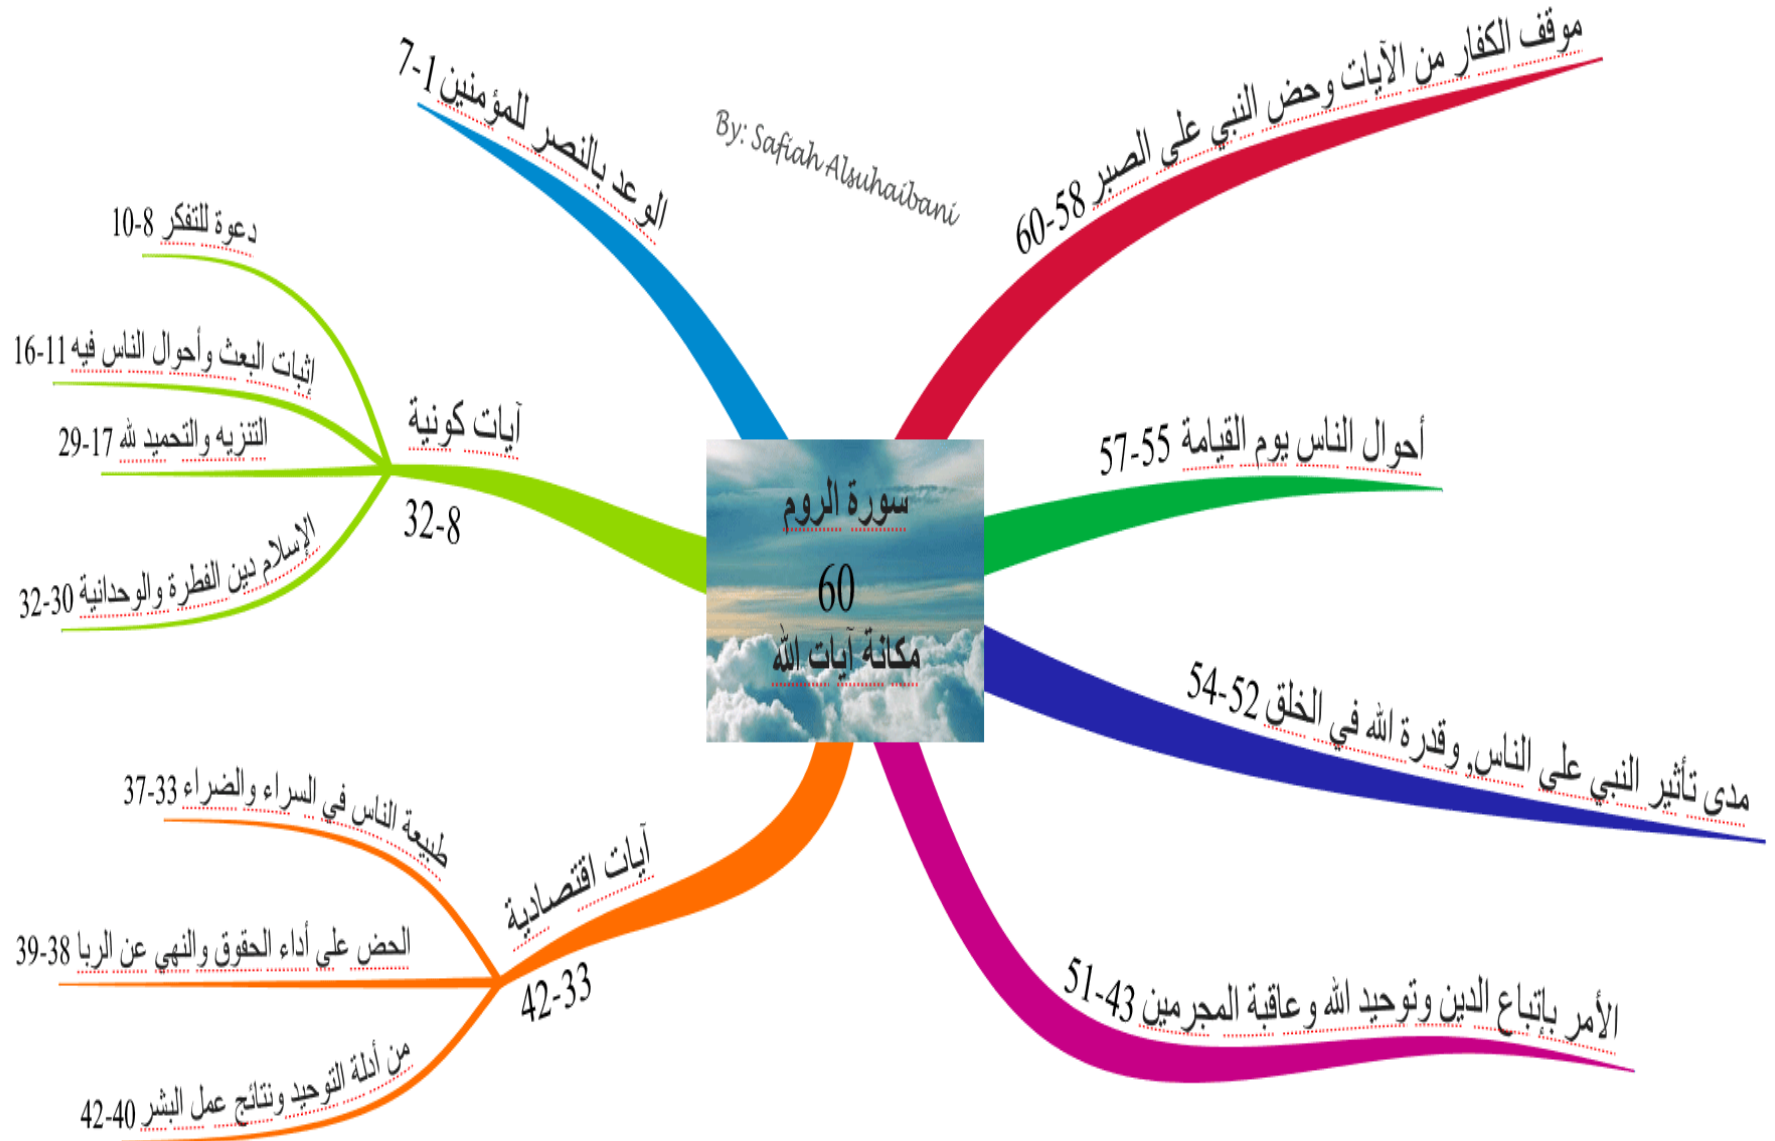 سورة الروم
60
مكانة آيات الله
By: Safiah Alsuhaibani
الوعد بالنصر للمؤمنين 1-7
آيات كونية
8-32
دعوة للتفكر 8-10
إثبات البعث وأحوال الناس فيه 11-16
التنزيه والتحميد لله 17-29
الإسلام دين الفطرة والوحدانية 30-32
آيات اقتصادية
33-42
طبيعة الناس في السراء والضراء 33-37
الحض على أداء الحقوق والنهي عن الربا 38-39
من أدلة التوحيد ونتائج عمل البشر 40-42
الأمر بإتباع الدين وتوحيد الله وعاقبة المجرمين 43-51
مدى تأثير النبي على الناس, وقدرة الله في الخلق 52-54
أحوال الناس يوم القيامة 55-57
موقف الكفار من الآيات وحض النبي على الصبر 58-60